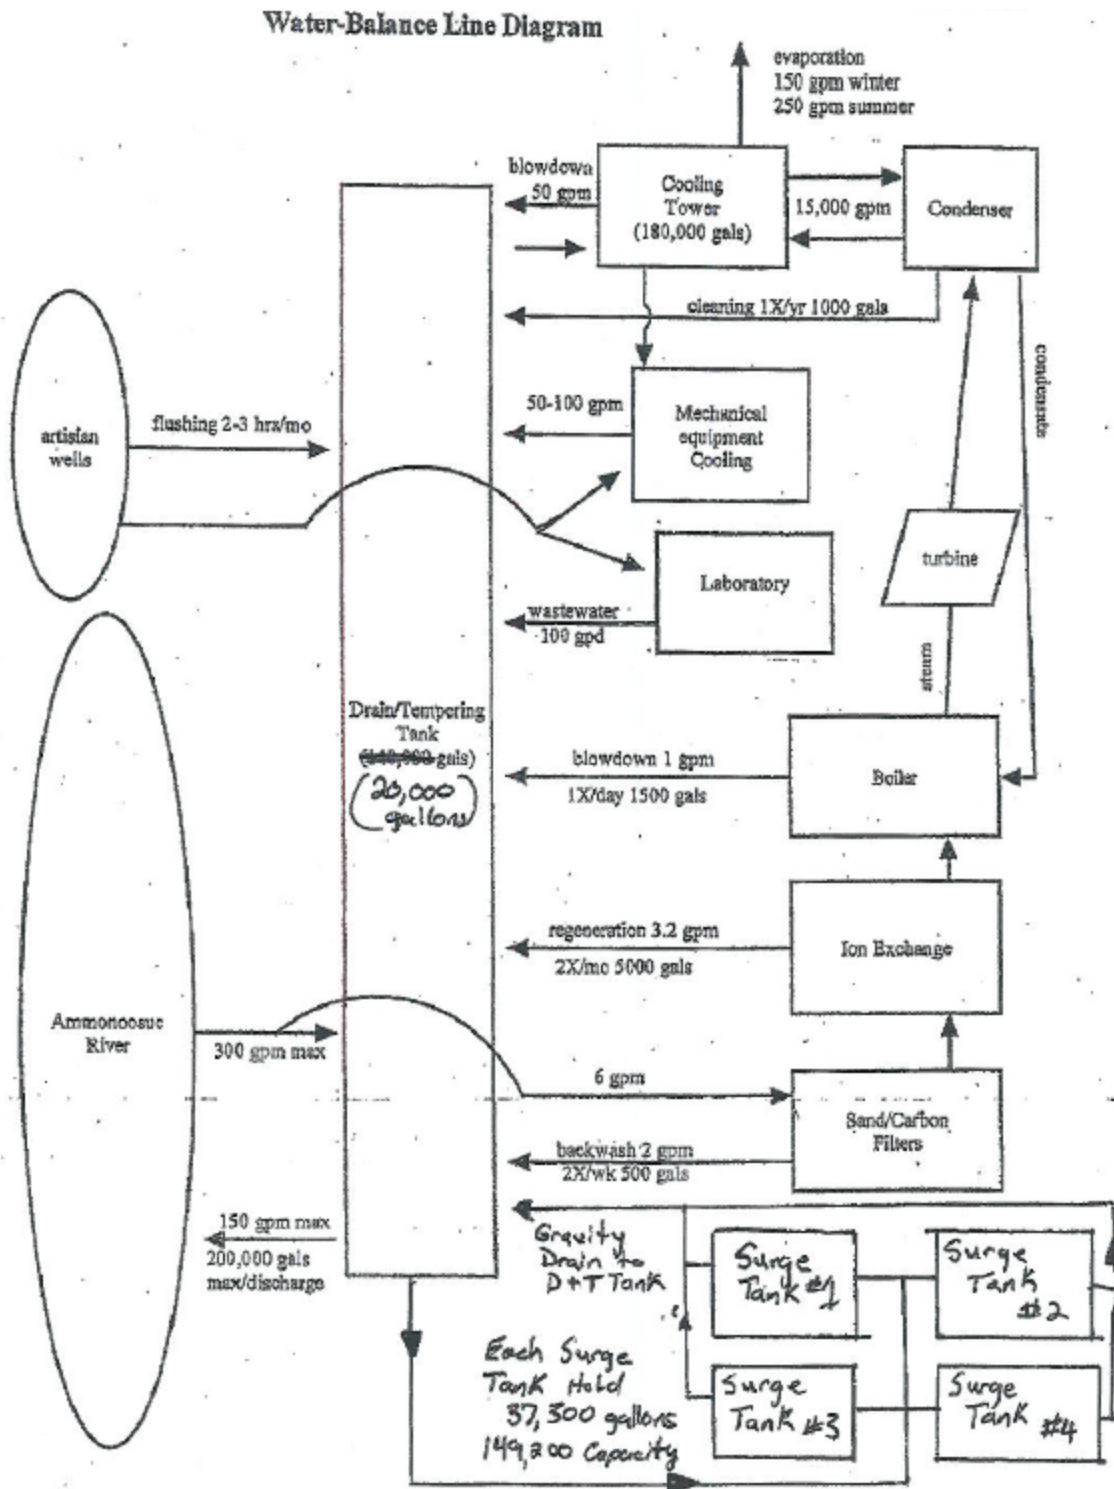 Water-Balance Line Diagram
evaporation
150 gpm winter
250 gpm summer
blowdown
50 gpm
Cooling
Tower
(180,000 gals)
15,000 gpm
Condenser
cleaning 1X/yr 1000 gals
condensate
artisian
wells
flushing 2-3 hrs/mo
50-100 gpm
Mechanical
equipment
Cooling
turbine
Laboratory
wastewater
100 gpd
steam
Drain/Tempering
Tank
(140,000 gals)
(20,000
gallons)
blowdown 1 gpm
1X/day 1500 gals
Boiler
regeneration 3.2 gpm
2X/mo 5000 gals
Ion Exchange
Ammonoosuc
River
300 gpm max
6 gpm
Sand/Carbon
Filters
backwash 2 gpm
2X/wk 500 gals
150 gpm max
200,000 gals
max/discharge
Gravity
Drain to
D+T Tank
Surge
Tank #1
Surge
Tank
#2
Each Surge
Tank Hold
37,300 gallons
149,200 Capacity
Surge
Tank #3
Surge
Tank #4